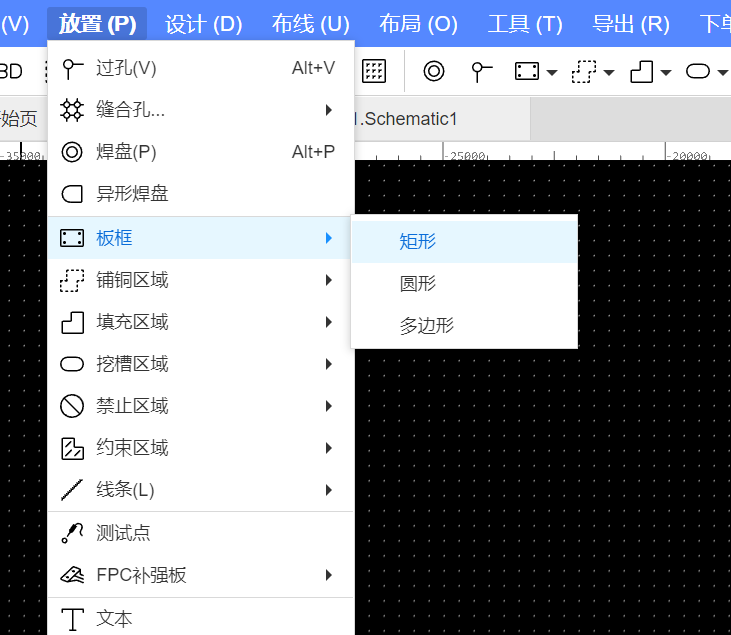 (V) 放置 (P) 设计 (D) 布线 (U) 布局 (O) 工具 (T) 导出 (R) 下单
3D
过孔(V) Alt+V
缝合孔...
始页
1.Schematic1
焊盘(P) Alt+P
-35000 -25000 -20000
异形焊盘
板框
矩形
铺铜区域
圆形
填充区域
多边形
挖槽区域
禁止区域
约束区域
线条(L)
测试点
FPC补强板
文本